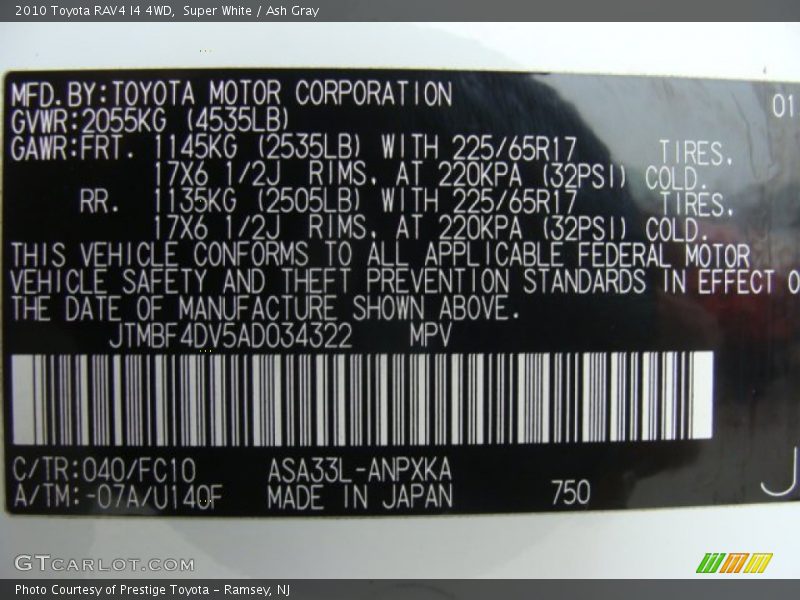 2010 Toyota RAV4 I4 4WD, Super White / Ash Gray
MFD.BY:TOYOTA MOTOR CORPORATION 01
GVWR:2055KG (4535LB)
GAWR:FRT. 1145KG (2535LB) WITH 225/65R17 TIRES,
17X6 1/2J RIMS, AT 220KPA (32PSI) COLD.
RR. 1135KG (2505LB) WITH 225/65R17 TIRES,
17X6 1/2J RIMS, AT 220KPA (32PSI) COLD.
THIS VEHICLE CONFORMS TO ALL APPLICABLE FEDERAL MOTOR
VEHICLE SAFETY AND THEFT PREVENTION STANDARDS IN EFFECT O
THE DATE OF MANUFACTURE SHOWN ABOVE.
JTMBF4DV5AD034322 MPV
C/TR:040/FC10 ASA33L-ANPXKA
A/TM:-07A/U140F MADE IN JAPAN 750 J
GTCARLOT.COM
Photo Courtesy of Prestige Toyota - Ramsey, NJ